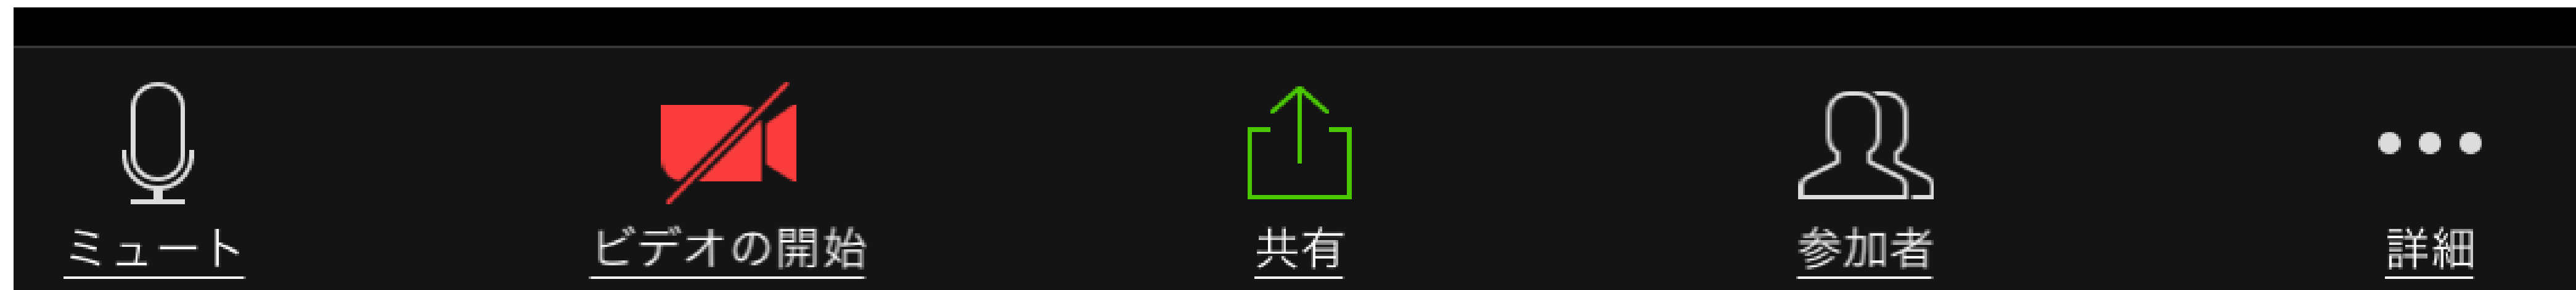 ミュート
ビデオの開始
共有
参加者
詳細